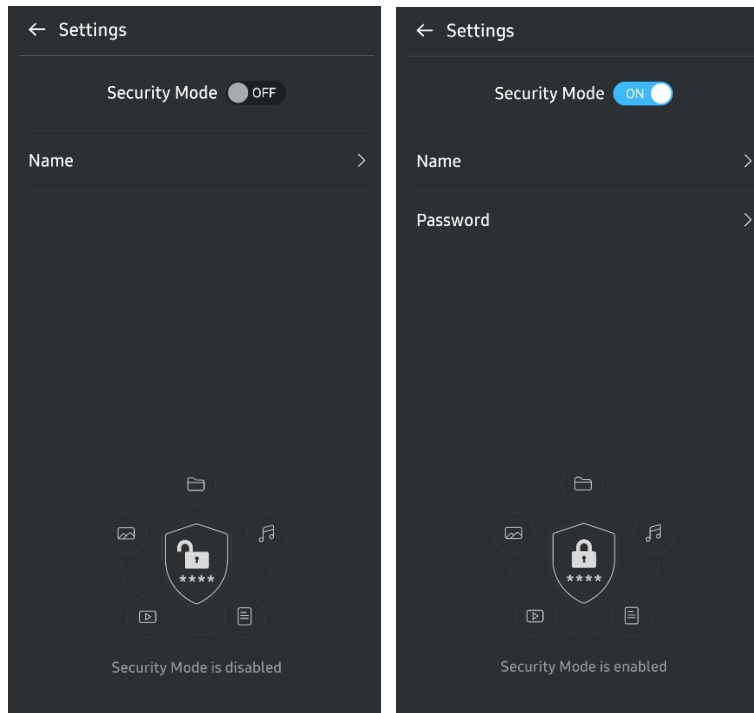 ← Settings
Security Mode OFF
Name >
****
Security Mode is disabled
← Settings
Security Mode ON
Name >
Password >
****
Security Mode is enabled